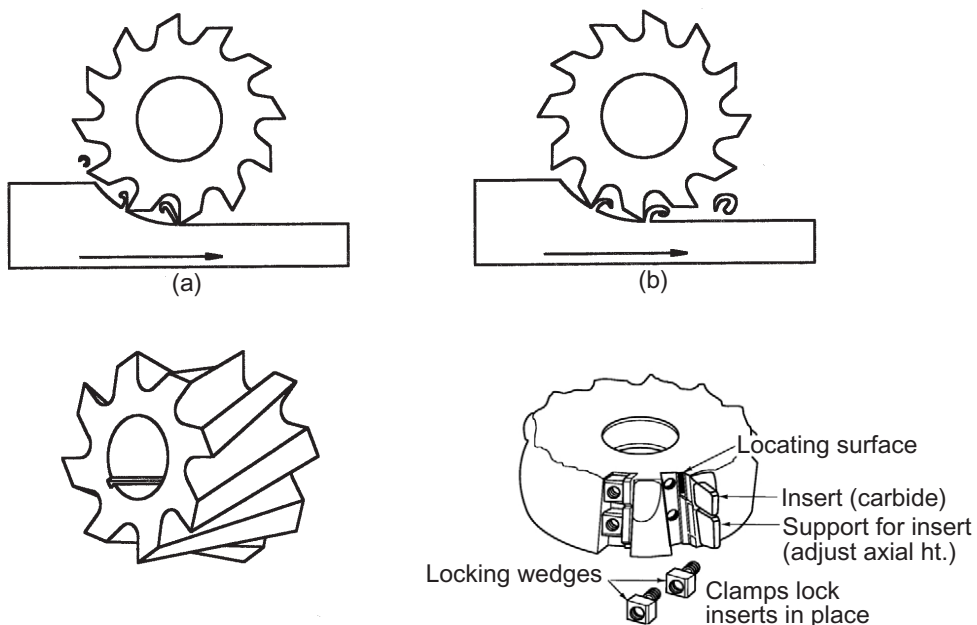 (a)
(b)
Locating surface
Insert (carbide)
Support for insert
(adjust axial ht.)
Locking wedges
Clamps lock
inserts in place